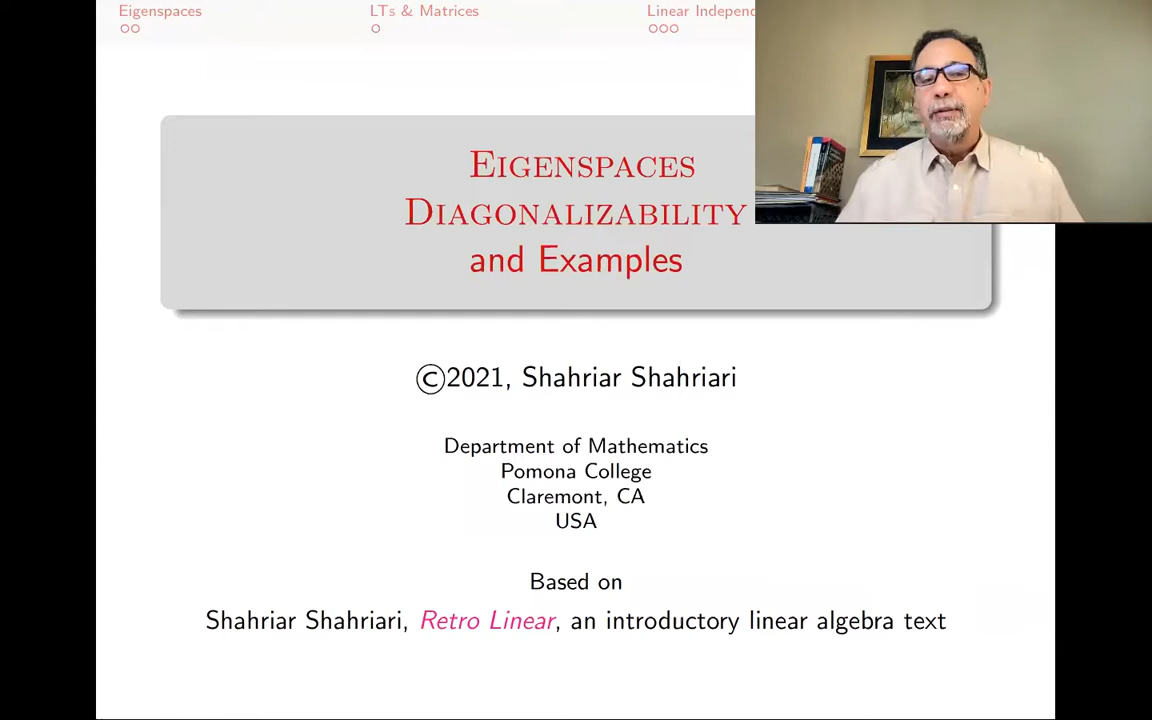 Eigenspaces LTs & Matrices Linear Independ
Eigenspaces
Diagonalizability
and Examples
©2021, Shahriar Shahriari
Department of Mathematics
Pomona College
Claremont, CA
USA
Based on
Shahriar Shahriari, Retro Linear, an introductory linear algebra text